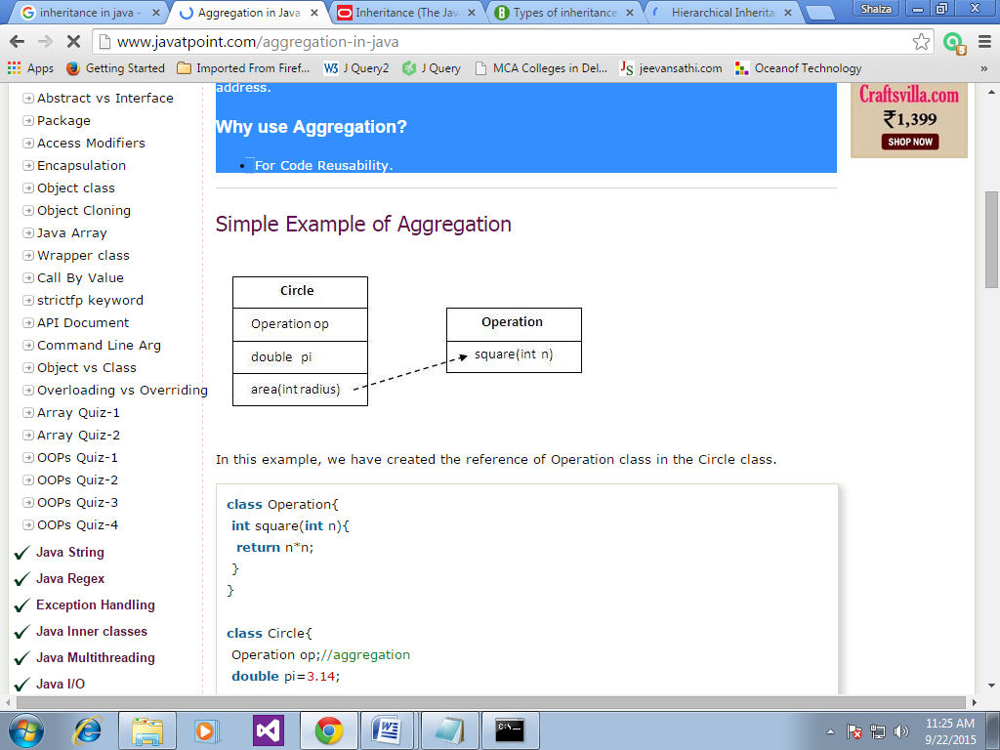 inheritance in java -
Aggregation in Java
Inheritance (The Jav
Types of inheritance
Hierarchical Inherita
Shalza
www.javatpoint.com/aggregation-in-java
Apps
Getting Started
Imported From Firef...
W3 J Query2
J Query
MCA Colleges in Del...
JS jeevansathi.com
Oceanof Technology
»
Abstract vs Interface
Package
Access Modifiers
Encapsulation
Object class
Object Cloning
Java Array
Wrapper class
Call By Value
strictfp keyword
API Document
Command Line Arg
Object vs Class
Overloading vs Overriding
Array Quiz-1
Array Quiz-2
OOPs Quiz-1
OOPs Quiz-2
OOPs Quiz-3
OOPs Quiz-4
Java String
Java Regex
Exception Handling
Java Inner classes
Java Multithreading
Java I/O
address.
Why use Aggregation?
• For Code Reusability.
Simple Example of Aggregation
Circle
Operation op
double pi
area(int radius)
Operation
square(int n)
In this example, we have created the reference of Operation class in the Circle class.
class Operation{
int square(int n){
return n*n;
}
}
class Circle{
Operation op;//aggregation
double pi=3.14;
Craftsvilla.com
₹1,399
SHOP NOW
C:\
11:25 AM
9/22/2015